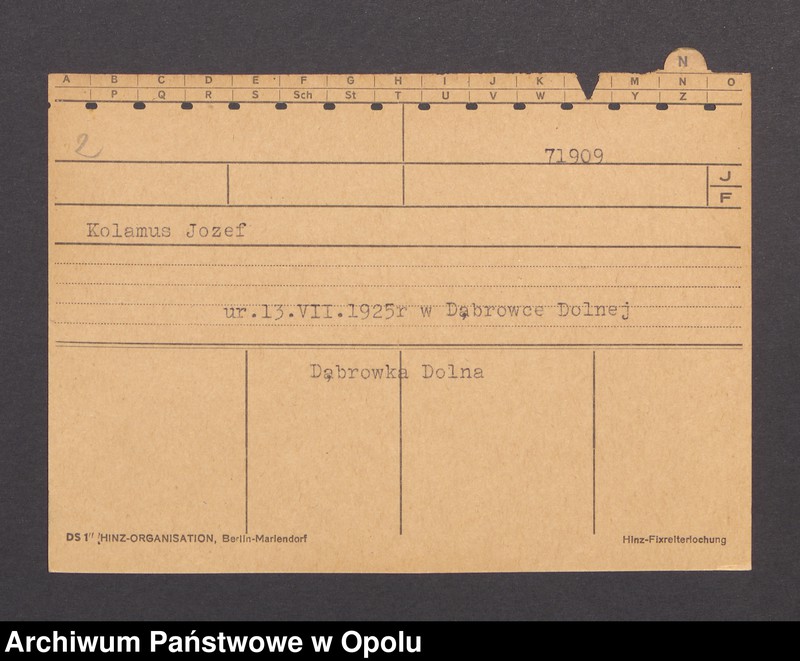 N
A B C D E F G H I J K M N O
P Q R S Sch St T U V W Y Z
2
71909
J
F
Kolamus Jozef
ur.13.VII.1925r w Dąbrowce Dolnej
Dąbrowka Dolna
DS 1" HINZ-ORGANISATION, Berlin-Mariendorf
Hinz-Fixreiterlochung
Archiwum Państwowe w Opolu